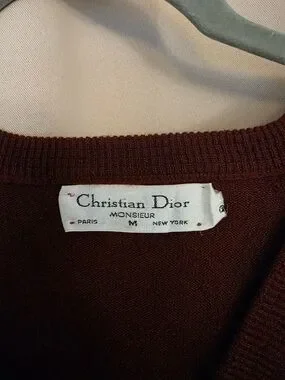 Christian Dior
MONSIEUR
PARIS M NEW YORK